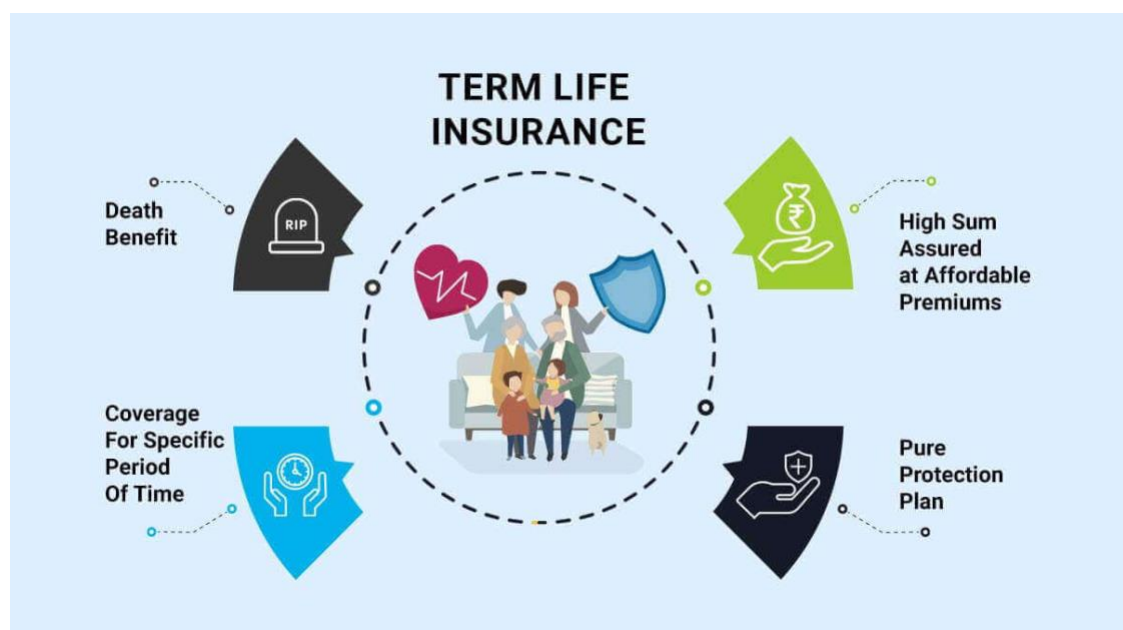 TERM LIFE
INSURANCE
Death
Benefit
RIP
₹
High Sum
Assured
at Affordable
Premiums
Coverage
For Specific
Period
Of Time
Pure
Protection
Plan